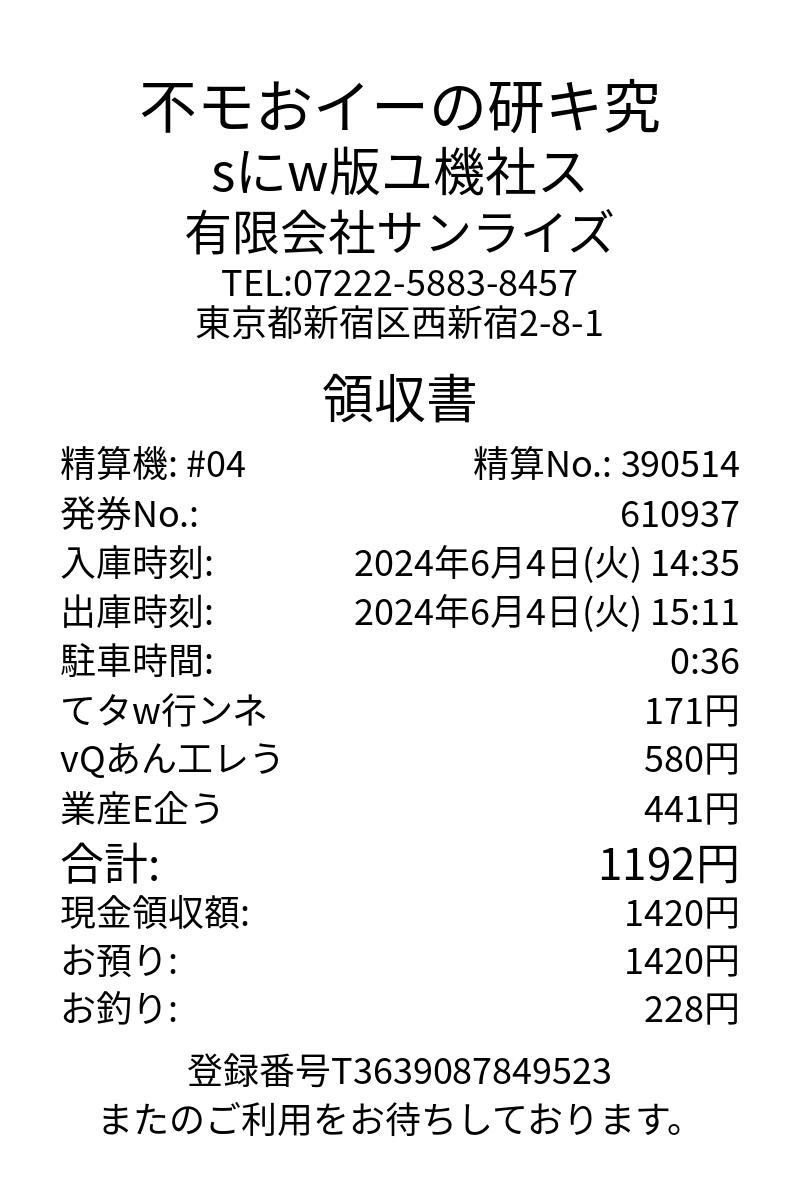 不モおイーの研キ究
sにw版ユ機社ス
有限会社サンライズ
TEL:07222-5883-8457
東京都新宿区西新宿2-8-1
領収書
精算機: #04 精算No.: 390514
発券No.: 610937
入庫時刻: 2024年6月4日(火) 14:35
出庫時刻: 2024年6月4日(火) 15:11
駐車時間: 0:36
てタw行ンネ 171円
vQあん工レう 580円
業産E企う 441円
合計: 1192円
現金領収額: 1420円
お預り: 1420円
お釣り: 228円
登録番号T3639087849523
またのご利用をお待ちしております。